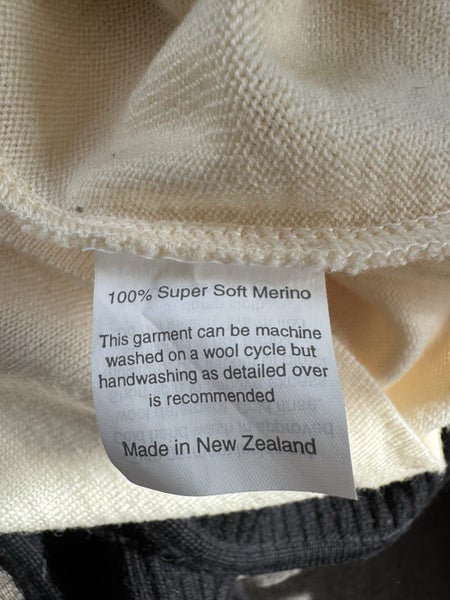 100% Super Soft Merino
This garment can be machine
washed on a wool cycle but
handwashing as detailed over
is recommended
Made in New Zealand